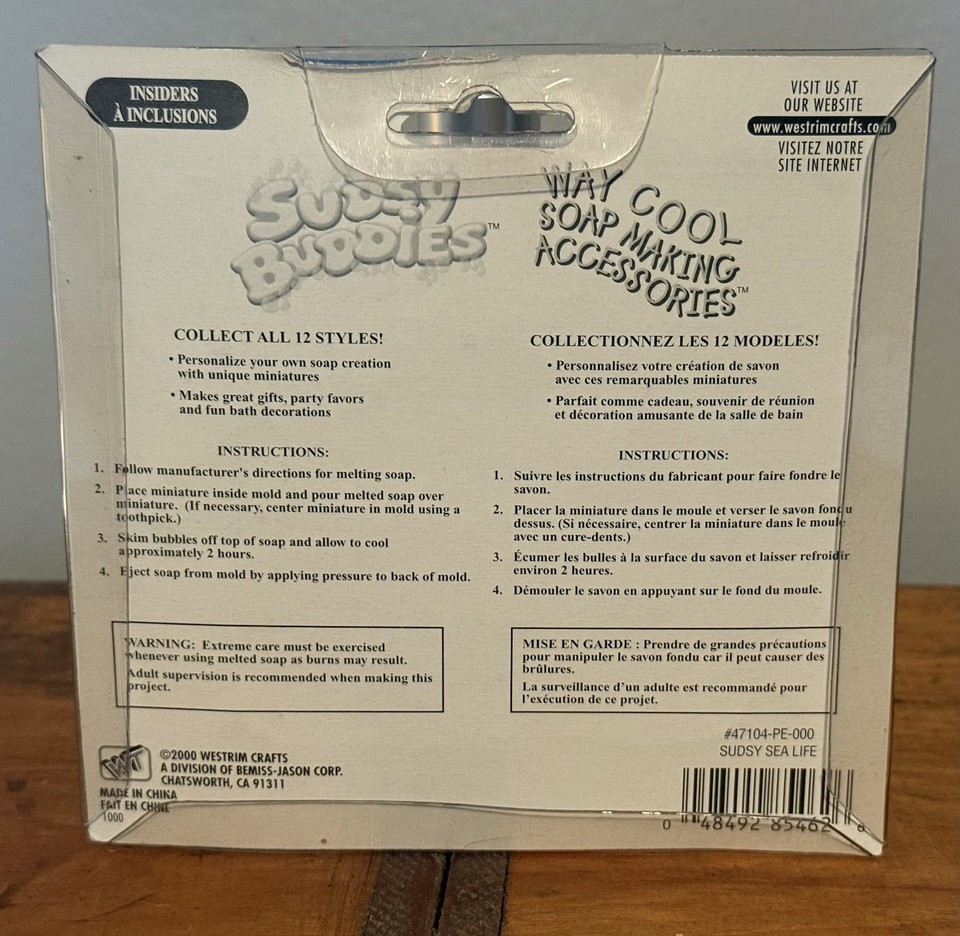 INSIDERS
À INCLUSIONS
VISIT US AT
OUR WEBSITE
www.westrimcrafts.com
VISITEZ NOTRE
SITE INTERNET
SUDSY
BUDDIES™
WAY COOL
SOAP MAKING
ACCESSORIES™
COLLECT ALL 12 STYLES!
• Personalize your own soap creation
with unique miniatures
• Makes great gifts, party favors
and fun bath decorations
INSTRUCTIONS:
1. Follow manufacturer's directions for melting soap.
2. Place miniature inside mold and pour melted soap over
miniature. (If necessary, center miniature in mold using a
toothpick.)
3. Skim bubbles off top of soap and allow to cool
approximately 2 hours.
4. Eject soap from mold by applying pressure to back of mold.
WARNING: Extreme care must be exercised
whenever using melted soap as burns may result.
Adult supervision is recommended when making this
project.
COLLECTIONNEZ LES 12 MODELES!
• Personnalisez votre création de savon
avec ces remarquables miniatures
• Parfait comme cadeau, souvenir de réunion
et décoration amusante de la salle de bain
INSTRUCTIONS:
1. Suivre les instructions du fabricant pour faire fondre le
savon.
2. Placer la miniature dans le moule et verser le savon fondu
dessus. (Si nécessaire, centrer la miniature dans le moule
avec un cure-dents.)
3. Écumer les bulles à la surface du savon et laisser refroidir
environ 2 heures.
4. Démouler le savon en appuyant sur le fond du moule.
MISE EN GARDE : Prendre de grandes précautions
pour manipuler le savon fondu car il peut causer des
brûlures.
La surveillance d'un adulte est recommandé pour
l'exécution de ce projet.
WT
©2000 WESTRIM CRAFTS
A DIVISION OF BEMISS-JASON CORP.
CHATSWORTH, CA 91311
MADE IN CHINA
FAIT EN CHINE
1000
#47104-PE-000
SUDSY SEA LIFE
0 48492 85462 6